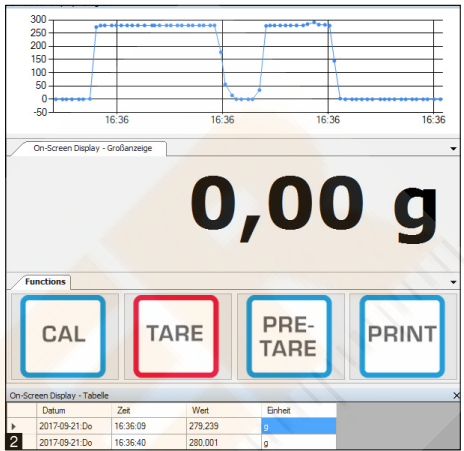 300
250
200
150
100
50
0
-50
16:36 16:36 16:36 16:36
On-Screen Display - Großanzeige
0,00 g
Functions
CAL TARE PRE-TARE PRINT
On-Screen Display - Tabelle
Datum Zeit Wert Einheit
2017-09-21:Do 16:36:09 279,239 g
2 2017-09-21:Do 16:36:40 280,001 g